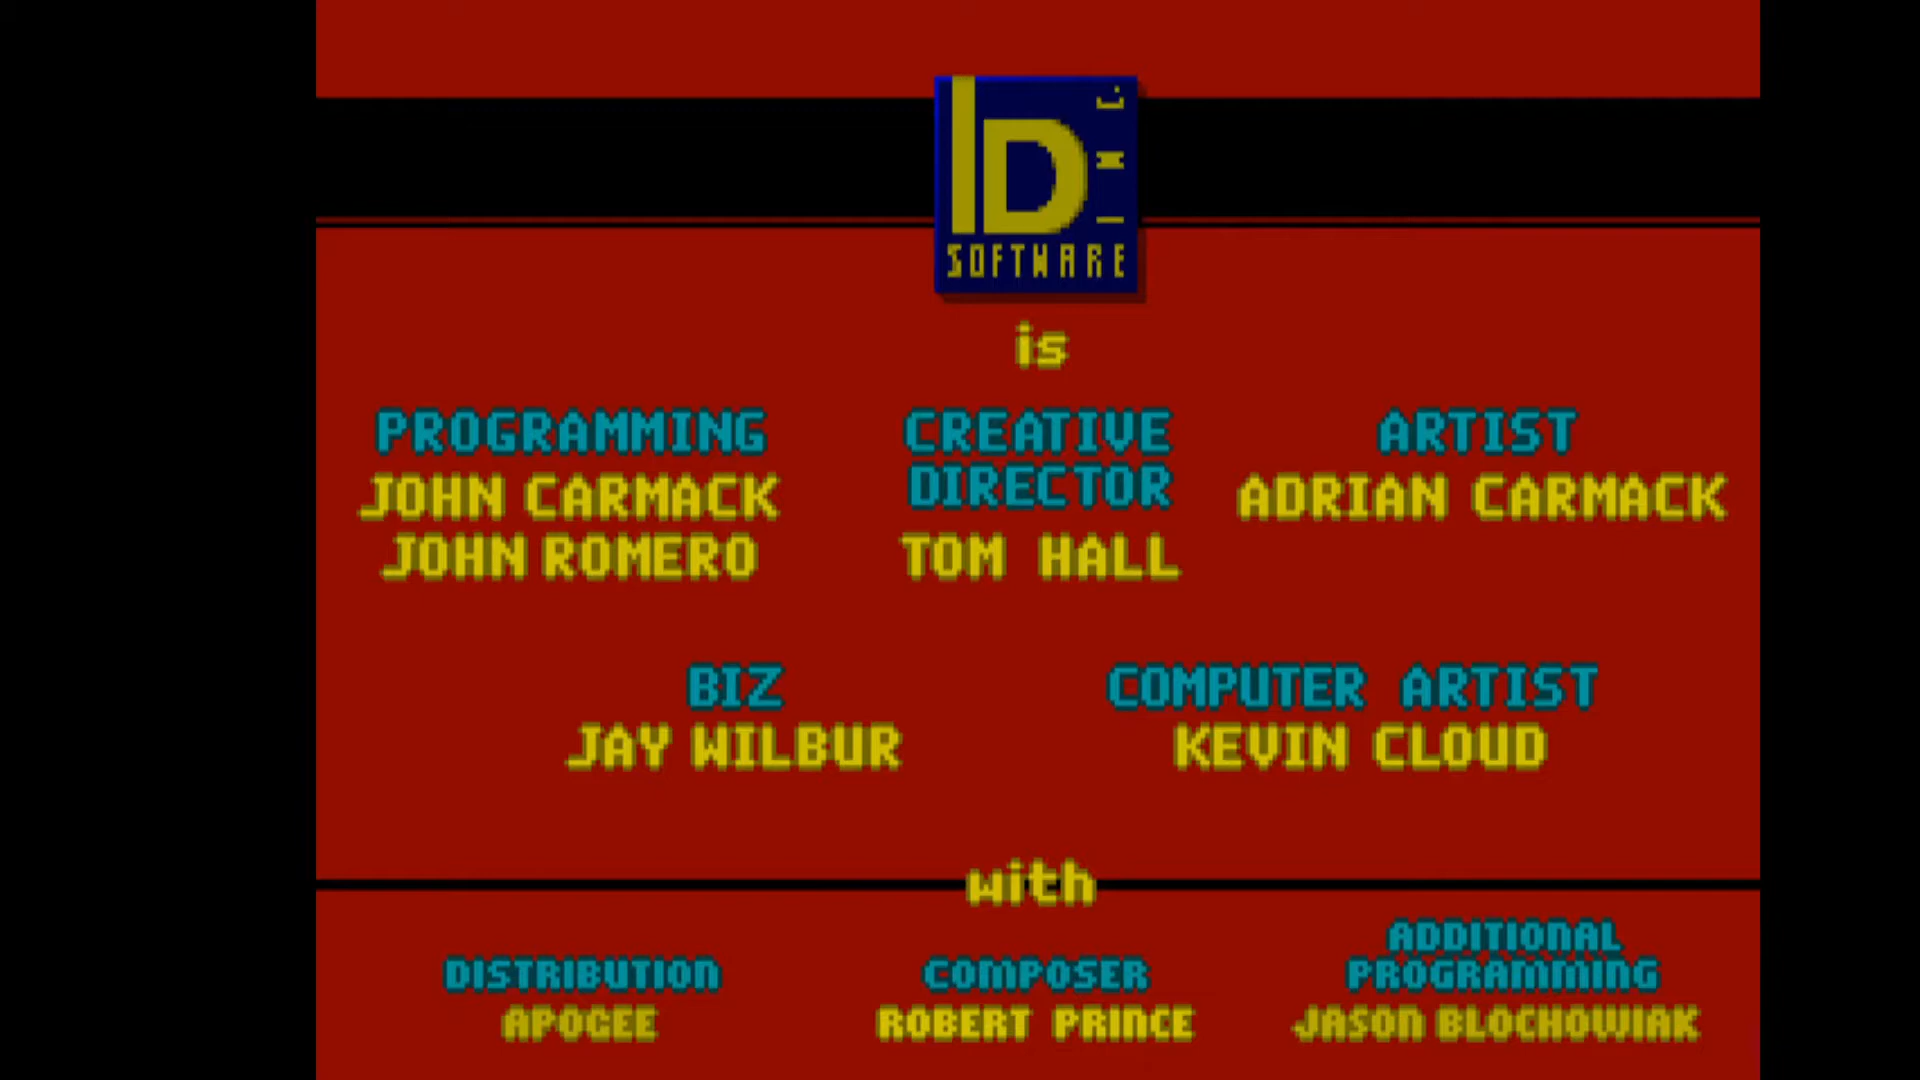 ID
INC.
SOFTWARE
is
PROGRAMMING
JOHN CARMACK
JOHN ROMERO
CREATIVE
DIRECTOR
TOM HALL
ARTIST
ADRIAN CARMACK
BIZ
JAY WILBUR
COMPUTER ARTIST
KEVIN CLOUD
with
DISTRIBUTION
APOGEE
COMPOSER
ROBERT PRINCE
ADDITIONAL
PROGRAMMING
JASON BLOCHOWIAK